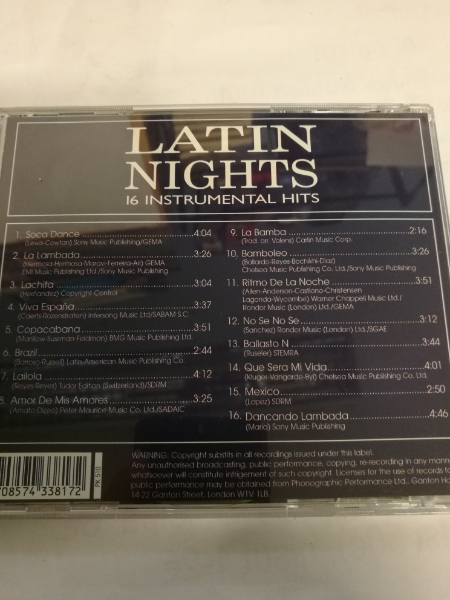 LATIN
NIGHTS
16 INSTRUMENTAL HITS
1. Soca Dance 4:04
(Lewa-Cowtan) Sony Music Publishing/GEMA
2. La Lambada 3:26
(Hermosa-Hermosa-Maravi-Ferreira-Ari) GEMA
EMI Music Publishing Ltd./Sony Music Publishing
3. Lachita 3:04
(Hernandez) Copyright Control
4. Viva España 3:37
(Caerts-Rozenstraten) Intersong Music Ltd/SABAM S.C.
5. Copacabana 3:51
(Manilow-Sussman-Feldman) BMG Music Publishing Ltd.
6. Brazil 2:44
(Barroso-Russell) Latin-American Music Publishing Co.
7. Lailola 4:12
(Reyes-Reyes) Tudor Edition (Switzerland)/SDRM
8. Amor De Mis Amores 3:25
(Amato-Dizeo) Peter Maurice Music Co. Ltd./SADAIC
9. La Bamba 2:16
(Trad. arr. Valens) Carlin Music Corp.
10. Bamboleo 3:26
(Baliardo-Reyes-Bochikhi-Diaz)
Chelsea Music Publishing Co. Ltd./Sony Music Publishing
11. Ritmo De La Noche 3:51
(Allen-Anderson-Castano-Christensen
Lagonda-Wycombe) Warner Chappell Music Ltd./
Rondor Music (London) Ltd./GEMA
12. No Se No Se 3:12
(Sanchez) Rondor Music (London) Ltd./SGAE
13. Ballasto N 3:44
(Ruseler) STEMRA
14. Que Sera Mi Vida 4:01
(Kluger-Vangarde-Byl) Chelsea Music Publishing Co. Ltd.
15. Mexico 2:50
(Lopez) SDRM
16. Dancando Lambada 4:46
(Maria) Sony Music Publishing
WARNING: Copyright subsists in all recordings issued under this label.
Any unauthorised broadcasting, public performance, copying, re-recording in any manner
whatsoever will constitute infringement of such copyright. Licences for the use of records for
public performance may be obtained from Phonographic Performance Ltd., Ganton Ho
14-22 Ganton Street, London W1V 1LB.
08574 338172